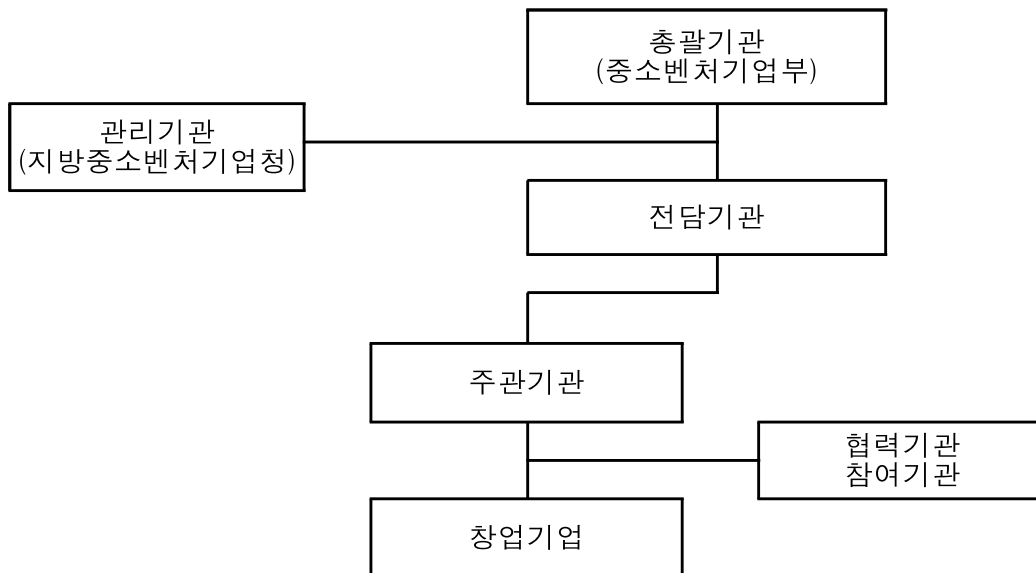 총괄기관
(중소벤처기업부)
관리기관
(지방중소벤처기업청)
전담기관
주관기관
협력기관
참여기관
창업기업